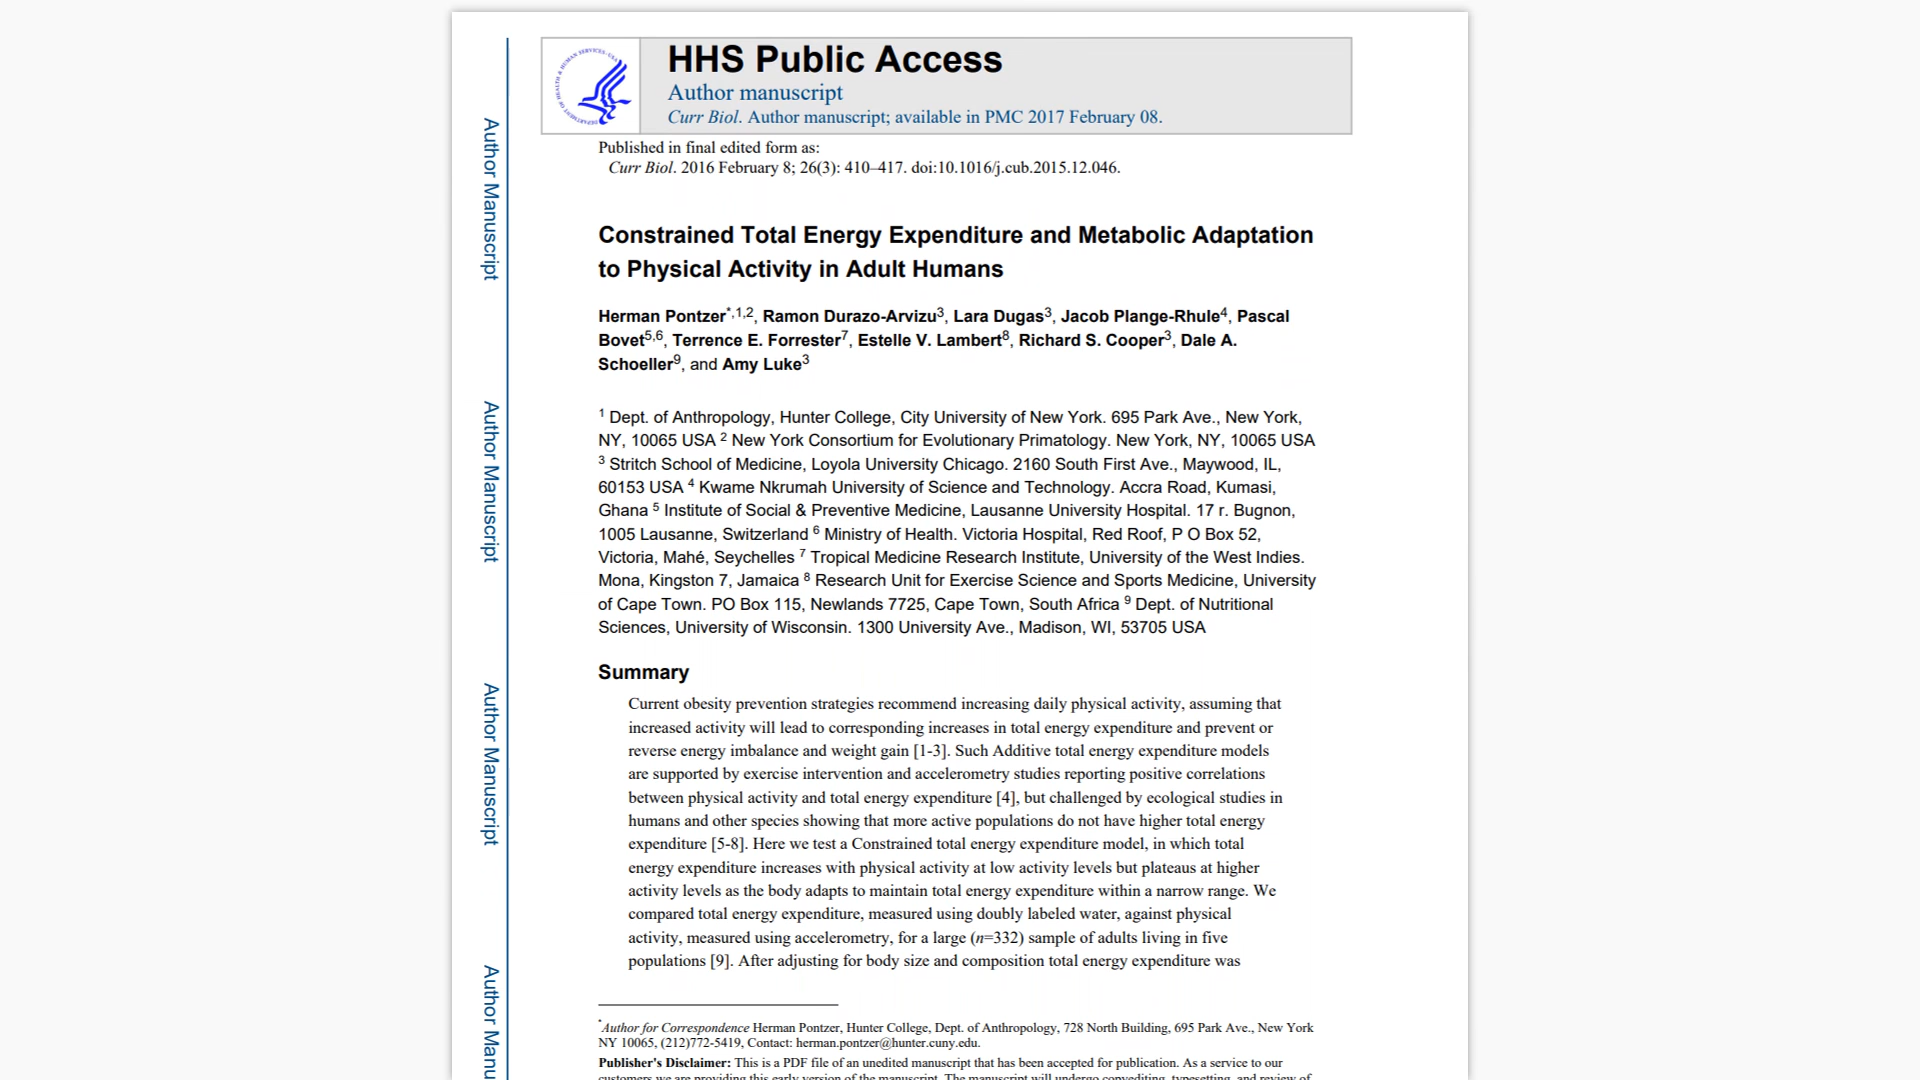 HHS Public Access
Author manuscript
Curr Biol. Author manuscript; available in PMC 2017 February 08.
Published in final edited form as:
Curr Biol. 2016 February 8; 26(3): 410–417. doi:10.1016/j.cub.2015.12.046.
Constrained Total Energy Expenditure and Metabolic Adaptation
to Physical Activity in Adult Humans
Herman Pontzer*,1,2, Ramon Durazo-Arvizu3, Lara Dugas3, Jacob Plange-Rhule4, Pascal
Bovet5,6, Terrence E. Forrester7, Estelle V. Lambert8, Richard S. Cooper3, Dale A.
Schoeller9, and Amy Luke3
1 Dept. of Anthropology, Hunter College, City University of New York. 695 Park Ave., New York,
NY, 10065 USA 2 New York Consortium for Evolutionary Primatology. New York, NY, 10065 USA
3 Stritch School of Medicine, Loyola University Chicago. 2160 South First Ave., Maywood, IL,
60153 USA 4 Kwame Nkrumah University of Science and Technology. Accra Road, Kumasi,
Ghana 5 Institute of Social & Preventive Medicine, Lausanne University Hospital. 17 r. Bugnon,
1005 Lausanne, Switzerland 6 Ministry of Health. Victoria Hospital, Red Roof, P O Box 52,
Victoria, Mahé, Seychelles 7 Tropical Medicine Research Institute, University of the West Indies.
Mona, Kingston 7, Jamaica 8 Research Unit for Exercise Science and Sports Medicine, University
of Cape Town. PO Box 115, Newlands 7725, Cape Town, South Africa 9 Dept. of Nutritional
Sciences, University of Wisconsin. 1300 University Ave., Madison, WI, 53705 USA
Summary
Current obesity prevention strategies recommend increasing daily physical activity, assuming that
increased activity will lead to corresponding increases in total energy expenditure and prevent or
reverse energy imbalance and weight gain [1-3]. Such Additive total energy expenditure models
are supported by exercise intervention and accelerometry studies reporting positive correlations
between physical activity and total energy expenditure [4], but challenged by ecological studies in
humans and other species showing that more active populations do not have higher total energy
expenditure [5-8]. Here we test a Constrained total energy expenditure model, in which total
energy expenditure increases with physical activity at low activity levels but plateaus at higher
activity levels as the body adapts to maintain total energy expenditure within a narrow range. We
compared total energy expenditure, measured using doubly labeled water, against physical
activity, measured using accelerometry, for a large (n=332) sample of adults living in five
populations [9]. After adjusting for body size and composition total energy expenditure was
*Author for Correspondence Herman Pontzer, Hunter College, Dept. of Anthropology, 728 North Building, 695 Park Ave., New York
NY 10065, (212)772-5419, Contact: herman.pontzer@hunter.cuny.edu.
Publisher's Disclaimer: This is a PDF file of an unedited manuscript that has been accepted for publication. As a service to our
customers we are providing this early version of the manuscript. The manuscript will undergo copyediting, typesetting, and review of
Author Manuscript
Author Manuscript
Author Manuscript
Author Manu